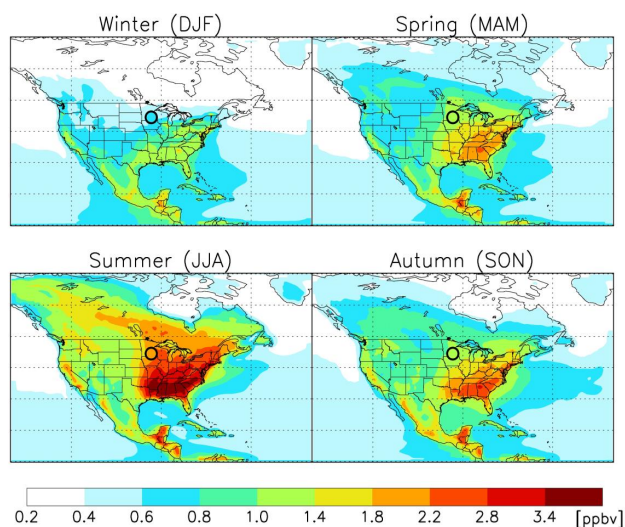 Winter (DJF)
Spring (MAM)
Summer (JJA)
Autumn (SON)
0.2 0.4 0.6 0.8 1.0 1.4 1.8 2.2 2.8 3.4 [ppbv]